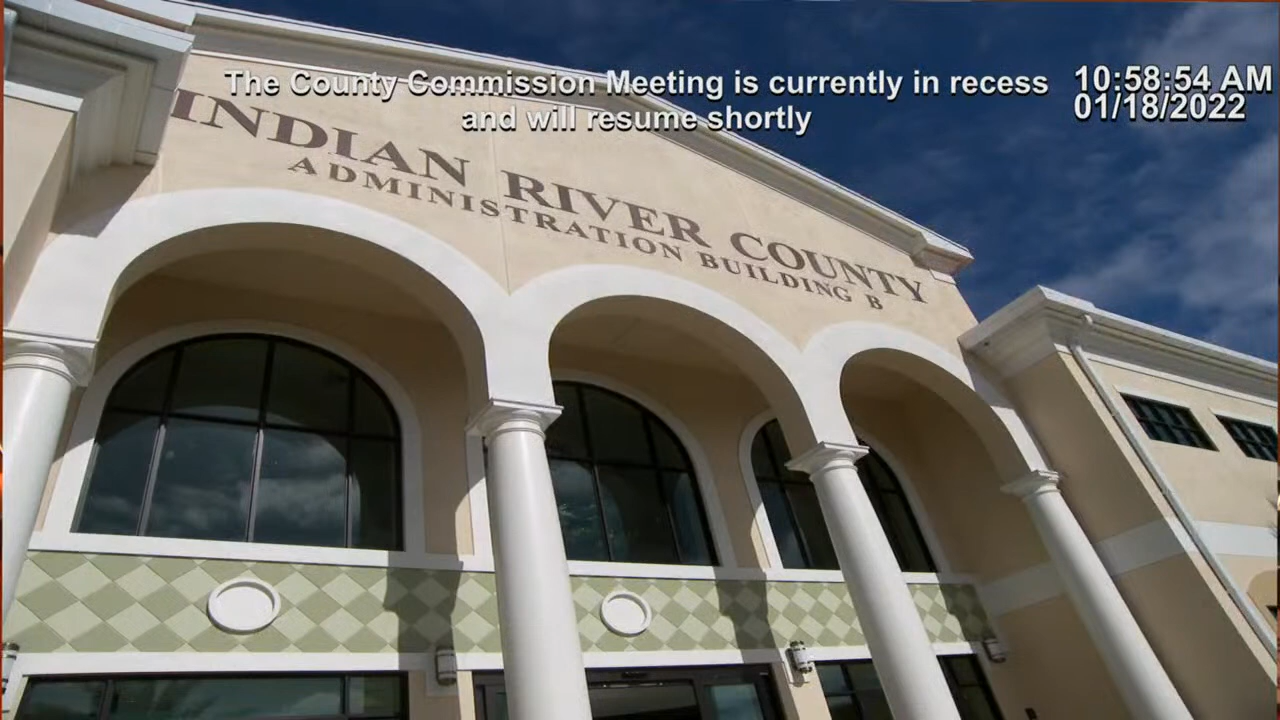 The County Commission Meeting is currently in recess
and will resume shortly
10:58:54 AM
01/18/2022
INDIAN RIVER COUNTY
ADMINISTRATION BUILDING B